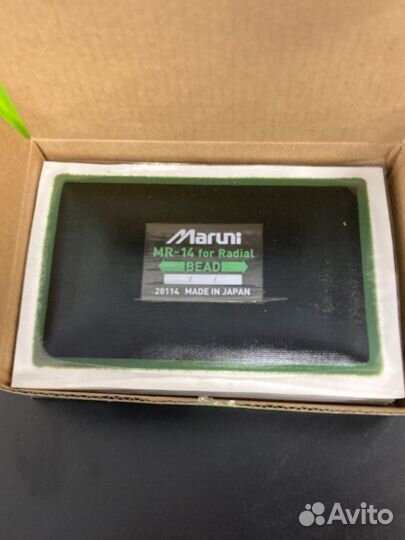 Maruni
MR-14 for Radial
BEAD
/ /
28114 MADE IN JAPAN
Avito